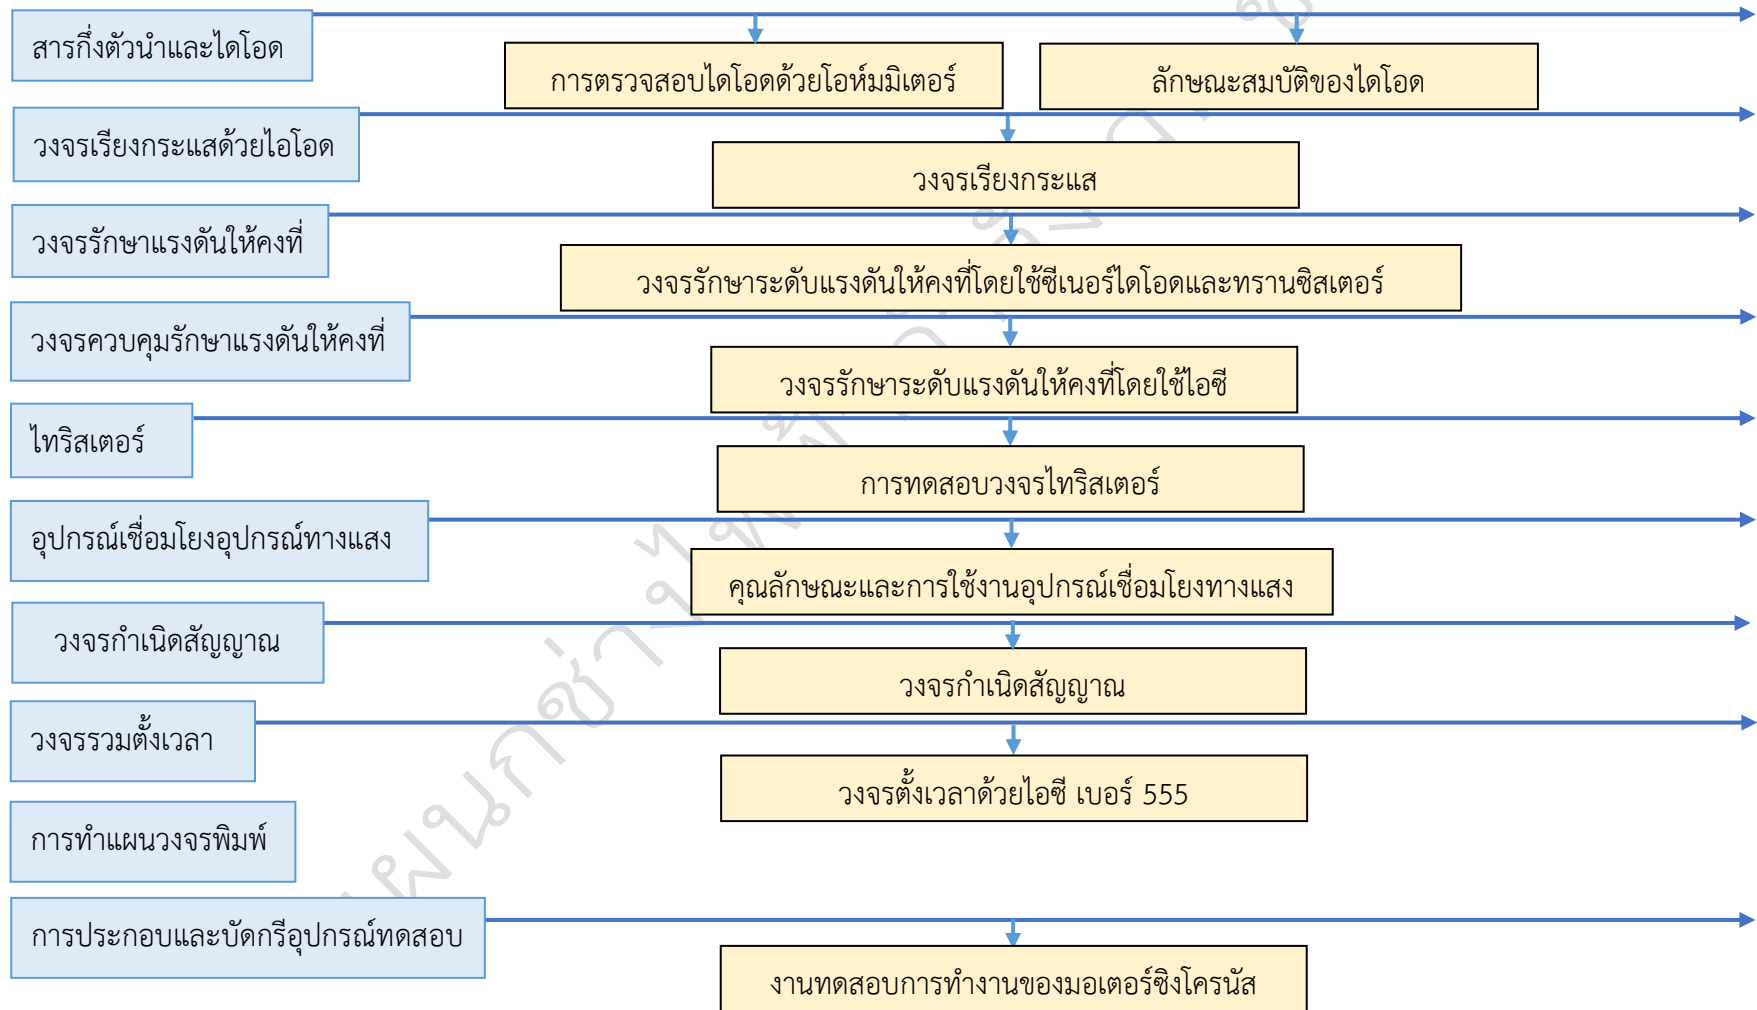 สารกึ่งตัวนำและไดโอด
การตรวจสอบไดโอดด้วยโอห์มมิเตอร์
ลักษณะสมบัติของไดโอด
วงจรเรียงกระแสด้วยไอโอด
วงจรเรียงกระแส
วงจรรักษาแรงดันให้คงที่
วงจรรักษาระดับแรงดันให้คงที่โดยใช้ซีเนอร์ไดโอดและทรานซิสเตอร์
วงจรควบคุมรักษาแรงดันให้คงที่
วงจรรักษาระดับแรงดันให้คงที่โดยใช้ไอซี
ไทริสเตอร์
การทดสอบวงจรไทริสเตอร์
อุปกรณ์เชื่อมโยงอุปกรณ์ทางแสง
คุณลักษณะและการใช้งานอุปกรณ์เชื่อมโยงทางแสง
วงจรกำเนิดสัญญาณ
วงจรกำเนิดสัญญาณ
วงจรรวมตั้งเวลา
วงจรตั้งเวลาด้วยไอซี เบอร์ 555
การทำแผนวงจรพิมพ์
การประกอบและบัดกรีอุปกรณ์ทดสอบ
งานทดสอบการทำงานของมอเตอร์ซิงโครนัส